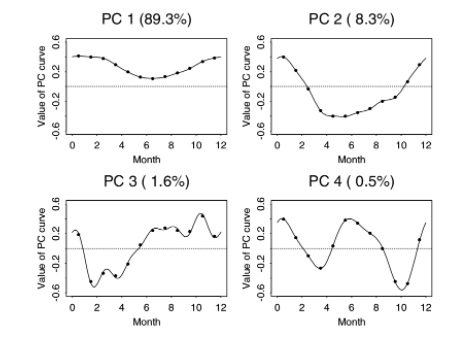 PC 1 (89.3%)
PC 2 ( 8.3%)
Value of PC curve
-0.6 -0.2 0.2 0.6
0 2 4 6 8 10 12
Month
Value of PC curve
-0.6 -0.2 0.2 0.6
0 2 4 6 8 10 12
Month
PC 3 ( 1.6%)
PC 4 ( 0.5%)
Value of PC curve
-0.6 -0.2 0.2 0.6
0 2 4 6 8 10 12
Month
Value of PC curve
-0.6 -0.2 0.2 0.6
0 2 4 6 8 10 12
Month